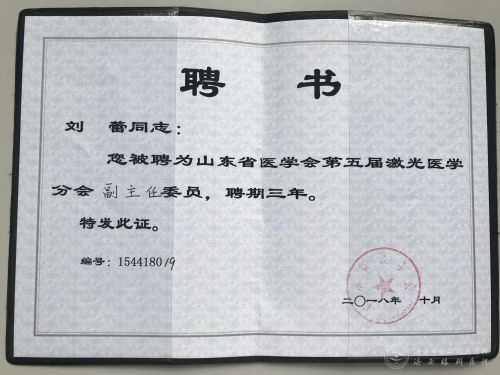 聘 书
刘 蕾同志：
您被聘为山东省医学会第五届激光医学
分会副主任委员，聘期三年。
特发此证。
编号：154418019
二〇一八年 十月